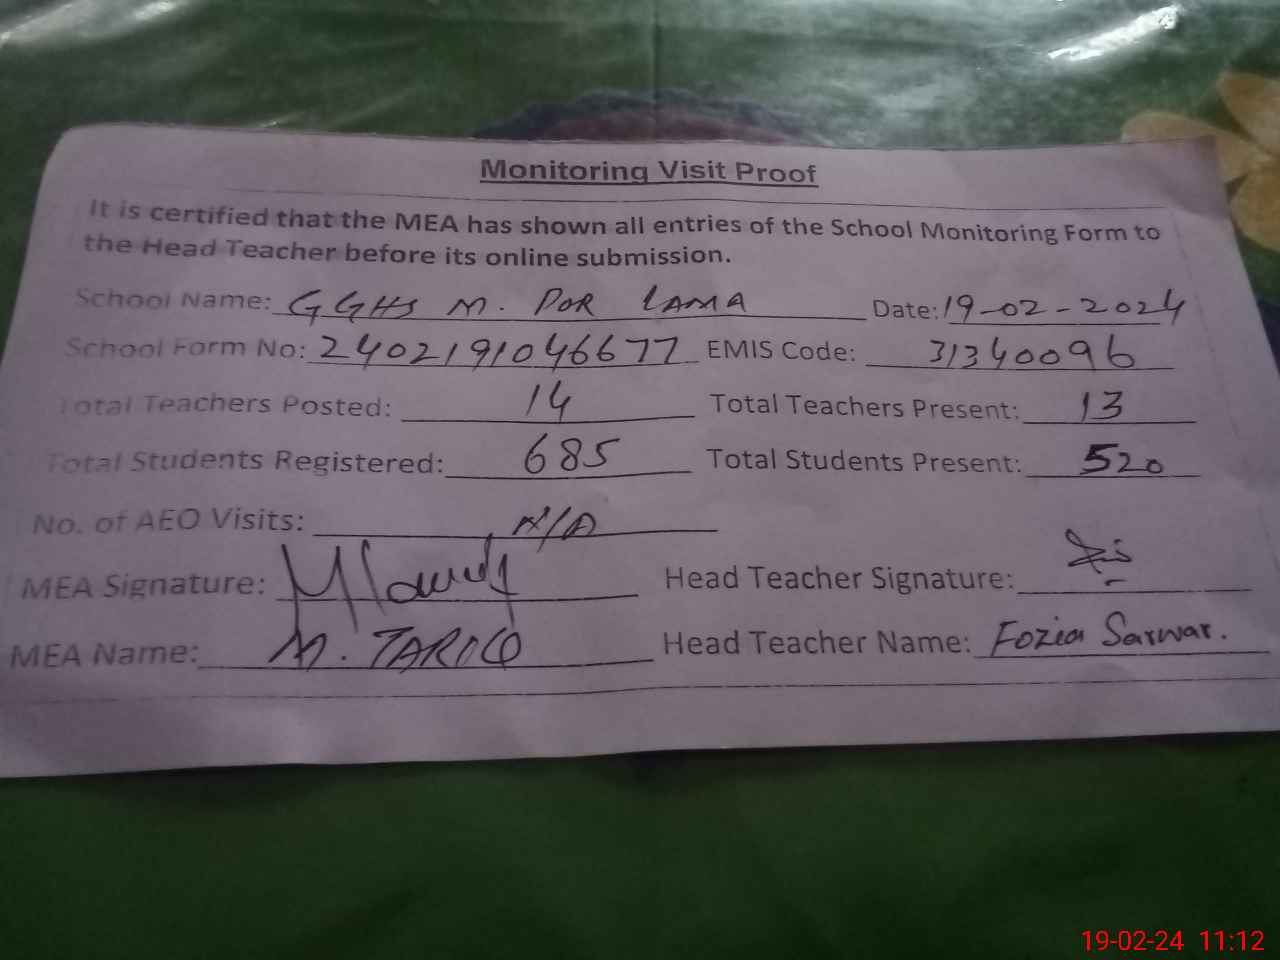 Monitoring Visit Proof
It is certified that the MEA has shown all entries of the School Monitoring Form to
the Head Teacher before its online submission.
School Name: GGHS M. POR LAMA Date: 19-02-2024
School Form No: 2402191046677 EMIS Code: 31340096
Total Teachers Posted: 14 Total Teachers Present: 13
Total Students Registered: 685 Total Students Present: 520
No. of AEO Visits: N/A
MEA Signature: Head Teacher Signature:
MEA Name: M. TARIQ Head Teacher Name: Fozia Sarwar.
19-02-24 11:12